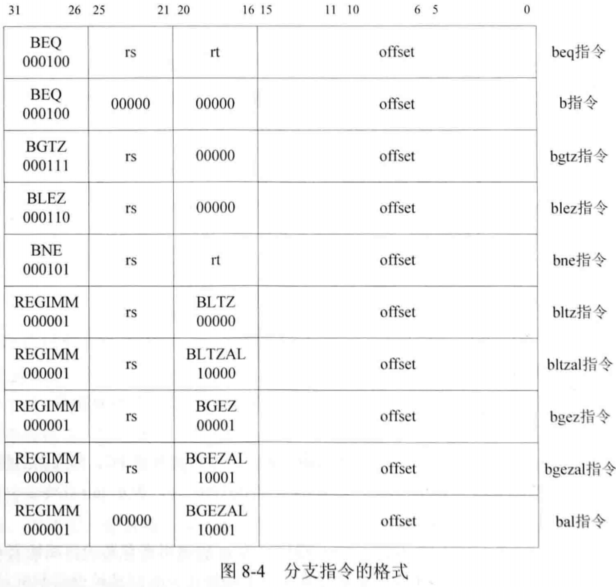 31 26 25 21 20 16 15 11 10 6 5 0
BEQ
000100 rs rt offset beq指令
BEQ
000100 00000 00000 offset b指令
BGTZ
000111 rs 00000 offset bgtz指令
BLEZ
000110 rs 00000 offset blez指令
BNE
000101 rs rt offset bne指令
REGIMM BLTZ
000001 rs 00000 offset bltz指令
REGIMM BLTZAL
000001 rs 10000 offset bltzal指令
REGIMM BGEZ
000001 rs 00001 offset bgez指令
REGIMM BGEZAL
000001 rs 10001 offset bgezal指令
REGIMM BGEZAL
000001 00000 10001 offset bal指令
图 8-4 分支指令的格式